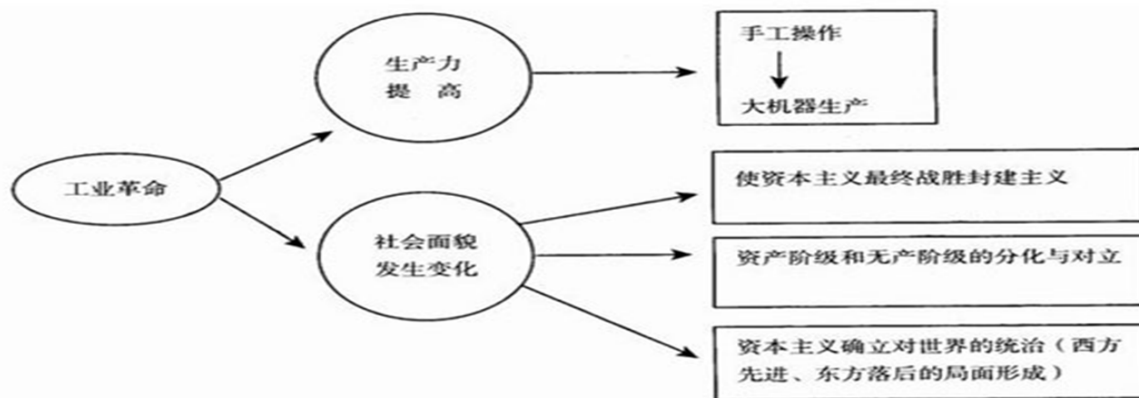 工业革命
生产力
提 高
手工操作
大机器生产
社会面貌
发生变化
使资本主义最终战胜封建主义
资产阶级和无产阶级的分化与对立
资本主义确立对世界的统治（西方
先进、东方落后的局面形成）